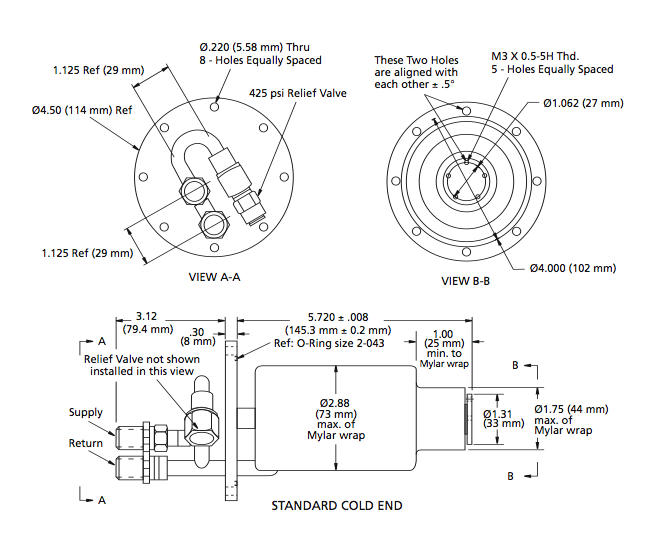 Ø.220 (5.58 mm) Thru
8 - Holes Equally Spaced
1.125 Ref (29 mm)
425 psi Relief Valve
Ø4.50 (114 mm) Ref
1.125 Ref (29 mm)
VIEW A-A
These Two Holes
are aligned with
each other ± .5°
M3 X 0.5-5H Thd.
5 - Holes Equally Spaced
Ø1.062 (27 mm)
Ø4.000 (102 mm)
VIEW B-B
3.12
(79.4 mm)
.30
(8 mm)
5.720 ± .008
(145.3 mm ± 0.2 mm)
Ref: O-Ring size 2-043
1.00
(25 mm)
min. to
Mylar wrap
A
Relief Valve not shown
installed in this view
B
Supply
Return
Ø2.88
(73 mm)
max. of
Mylar wrap
Ø1.31
(33 mm)
Ø1.75 (44 mm)
max. of
Mylar wrap
B
A
STANDARD COLD END